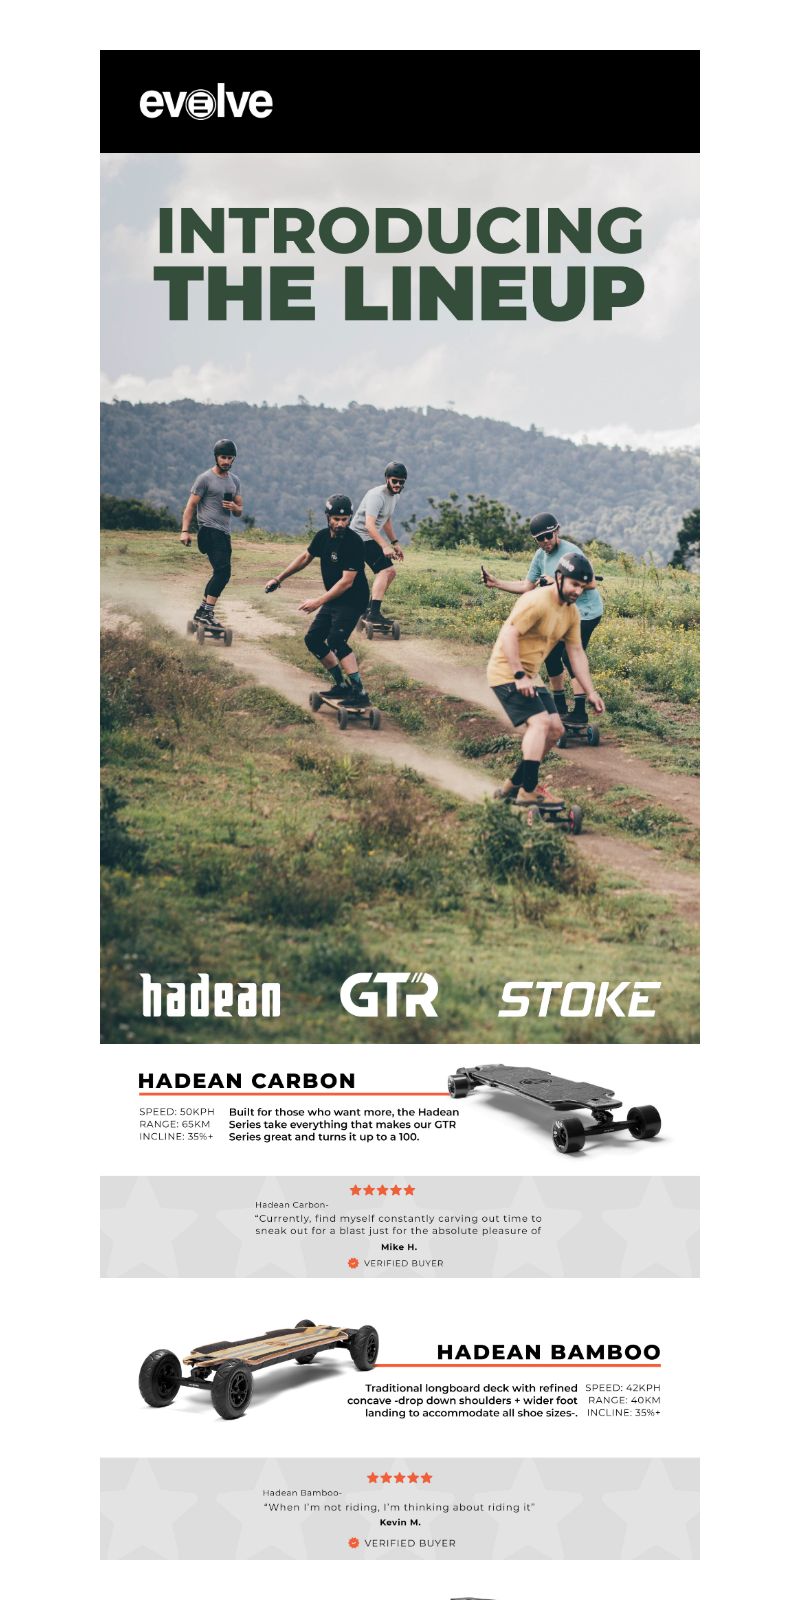 evolve
INTRODUCING
THE LINEUP
hadean GTR STOKE
HADEAN CARBON
SPEED: 50KPH
RANGE: 65KM
INCLINE: 35%+
Built for those who want more, the Hadean
Series take everything that makes our GTR
Series great and turns it up to a 100.
Hadean Carbon-
“Currently, find myself constantly carving out time to
sneak out for a blast just for the absolute pleasure of
Mike H.
VERIFIED BUYER
HADEAN BAMBOO
Traditional longboard deck with refined
concave -drop down shoulders + wider foot
landing to accommodate all shoe sizes-.
SPEED: 42KPH
RANGE: 40KM
INCLINE: 35%+
Hadean Bamboo-
“When I’m not riding, I’m thinking about riding it”
Kevin M.
VERIFIED BUYER